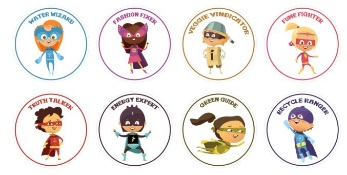 WATER WIZARD
FASHION FIXER
VEGGIE VINDICATOR
FUME FIGHTER
TRUTH TALKER
ENERGY EXPERT
GREEN GUIDE
RECYCLE RANGER